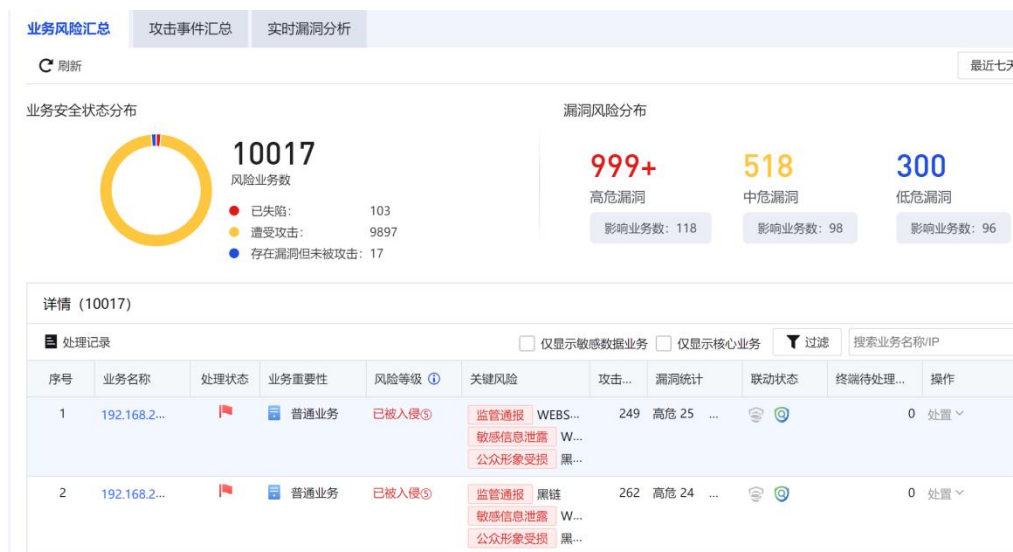 业务风险汇总 攻击事件汇总 实时漏洞分析
刷新 最近七天
业务安全状态分布 漏洞风险分布
10017
风险业务数
已失陷: 103
遭受攻击: 9897
存在漏洞但未被攻击: 17
999+ 518 300
高危漏洞 中危漏洞 低危漏洞
影响业务数: 118 影响业务数: 98 影响业务数: 96
详情 (10017)
处理记录 仅显示敏感数据业务 仅显示核心业务 过滤 搜索业务名称/IP
序号 业务名称 处理状态 业务重要性 风险等级 关键风险 攻击... 漏洞统计 联动状态 终端待处理... 操作
1 192.168.2... 普通业务 已被入侵⑤ 监管通报 WEBS... 249 高危 25 ... 0 处置
敏感信息泄露 W...
公众形象受损 黑...
2 192.168.2... 普通业务 已被入侵⑤ 监管通报 黑链 262 高危 24 ... 0 处置
敏感信息泄露 W...
公众形象受损 黑...